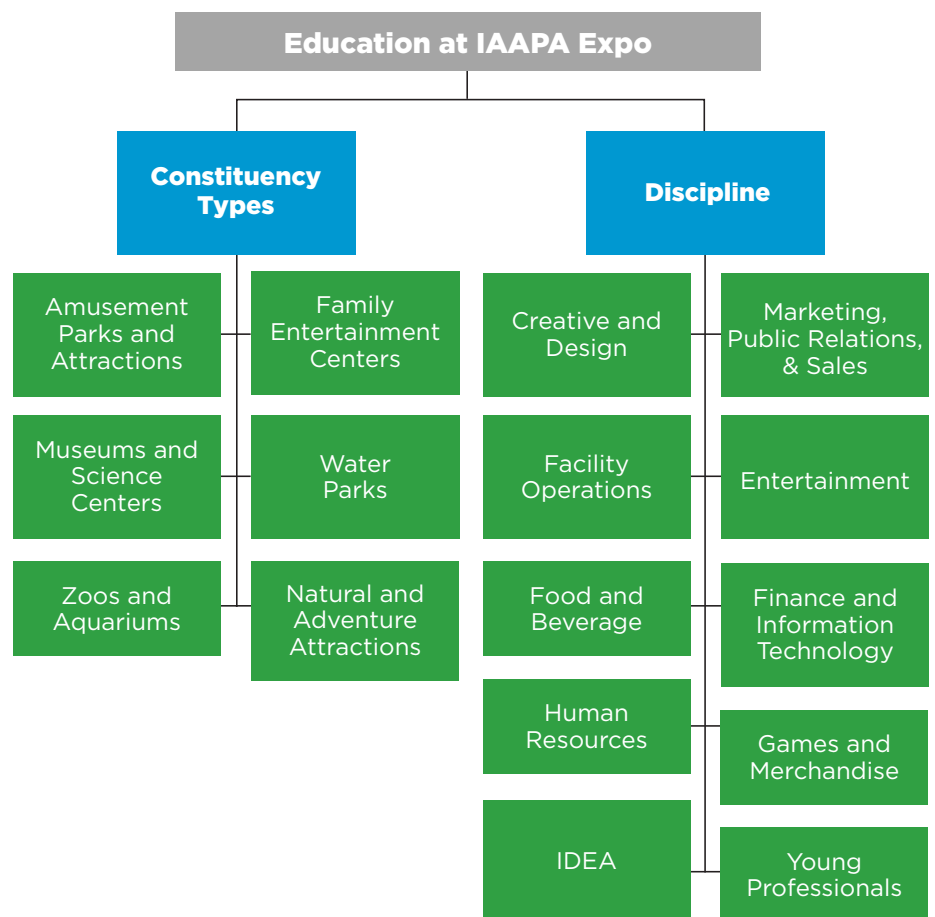 Education at IAAPA Expo
Constituency
Types
Amusement
Parks and
Attractions
Family
Entertainment
Centers
Museums and
Science
Centers
Water
Parks
Zoos and
Aquariums
Natural and
Adventure
Attractions
Discipline
Creative and
Design
Marketing,
Public Relations,
& Sales
Facility
Operations
Entertainment
Food and
Beverage
Finance and
Information
Technology
Human
Resources
Games and
Merchandise
IDEA
Young
Professionals